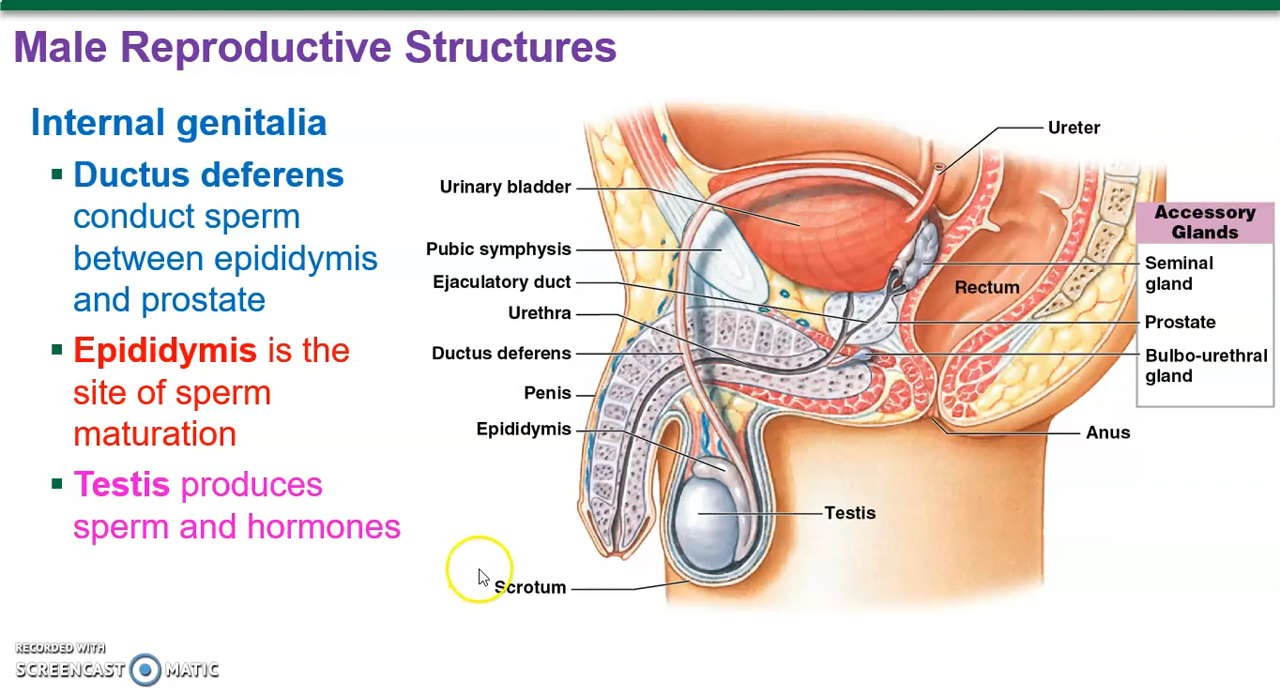 Male Reproductive Structures
Internal genitalia
Ductus deferens
conduct sperm
between epididymis
and prostate
Epididymis is the
site of sperm
maturation
Testis produces
sperm and hormones
Urinary bladder
Pubic symphysis
Ejaculatory duct
Urethra
Ductus deferens
Penis
Epididymis
Scrotum
Ureter
Rectum
Testis
Anus
Accessory
Glands
Seminal
gland
Prostate
Bulbo-urethral
gland
RECORDED WITH
SCREENCAST MATIC